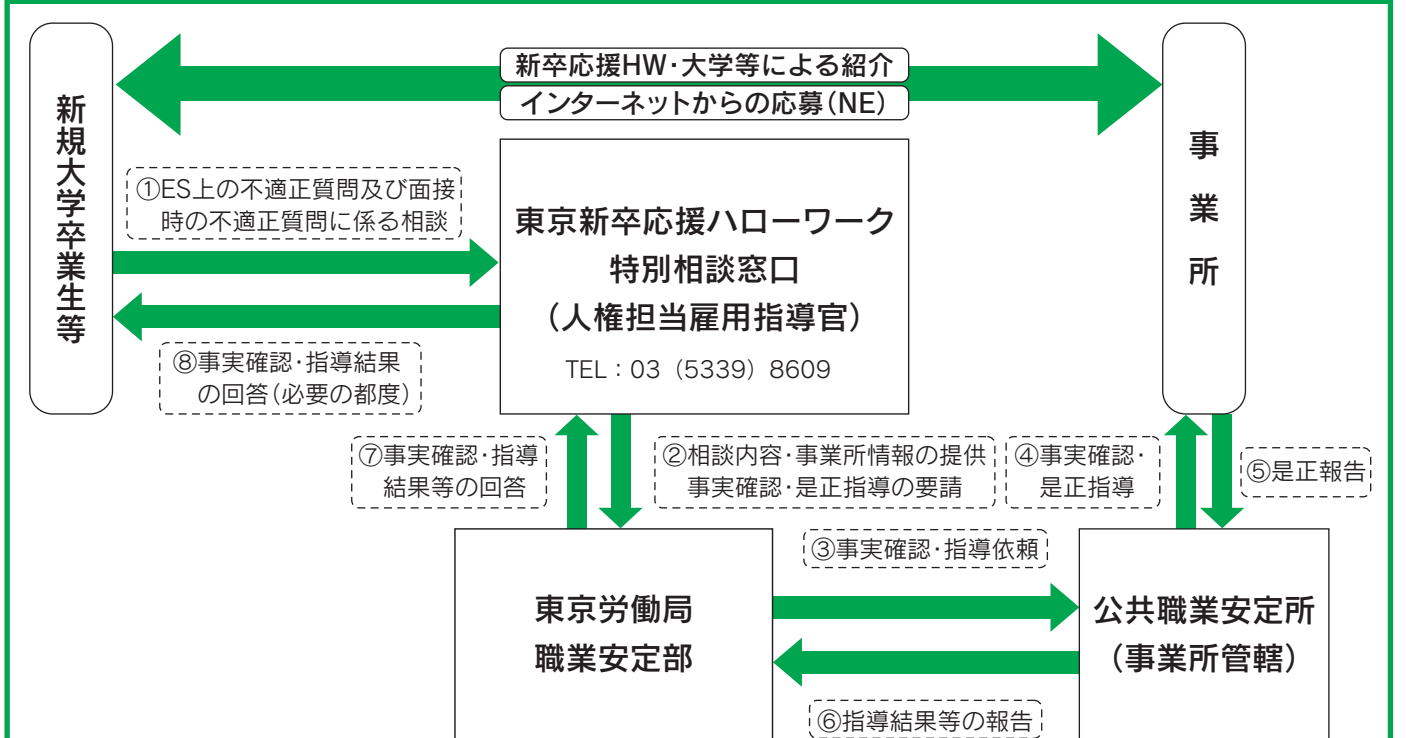 新卒応援HW・大学等による紹介
インターネットからの応募（NE）
新規大学卒業生等
事業所
①ES上の不適正質問及び面接
時の不適正質問に係る相談
東京新卒応援ハローワーク
特別相談窓口
（人権担当雇用指導官）
TEL：03（5339）8609
⑧事実確認・指導結果
の回答（必要の都度）
⑦事実確認・指導
結果等の回答
②相談内容・事業所情報の提供
事実確認・是正指導の要請
④事実確認・
是正指導
⑤是正報告
③事実確認・指導依頼
東京労働局
職業安定部
公共職業安定所
（事業所管轄）
⑥指導結果等の報告